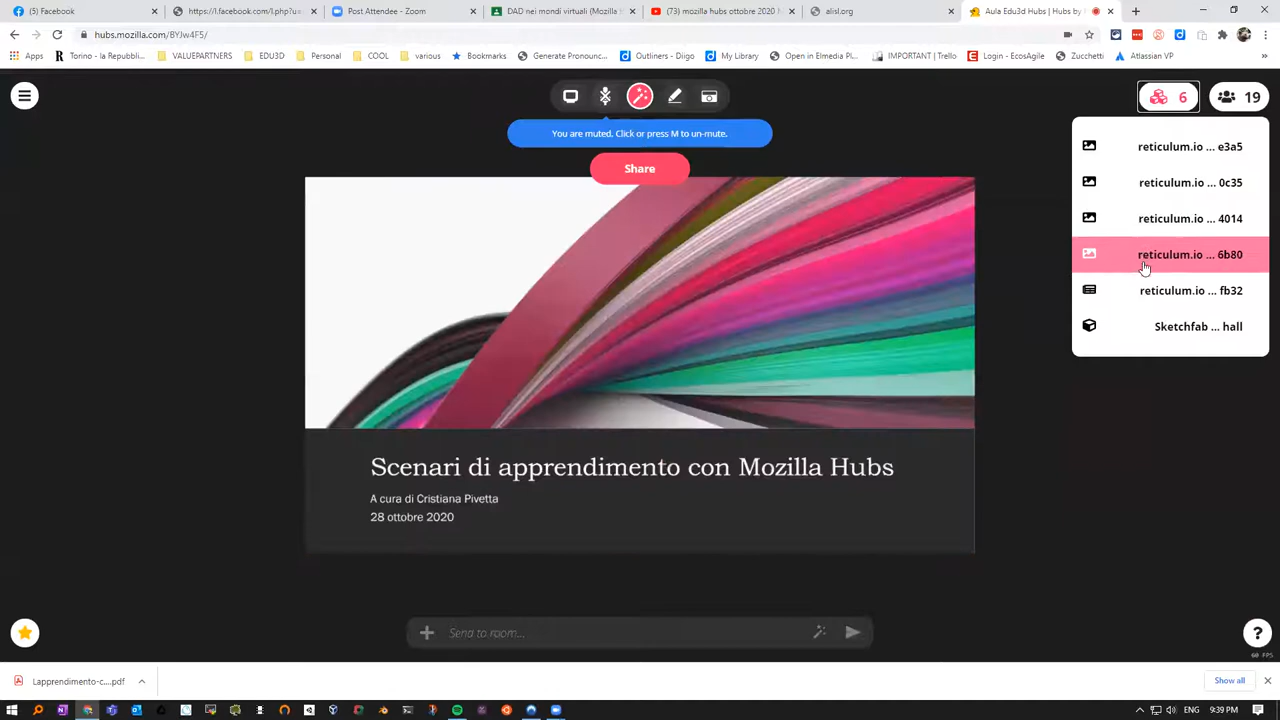 (2) Facebook
https://l.facebook.com/l.php?u=
Post Attendee - Zoom
DAD nei mondi virtuali (Mozilla
(73) mozilla hubs ottobre 2020
alisl.org
Aula Edu3d Hubs | Hubs by
hubs.mozilla.com/BYJw4F5/
Apps
Torino - la Repubbli...
VALUEPARTNERS
EDU3D
Personal
COOL
various
Bookmarks
Generate Pronounc...
Outliners - Diigo
My Library
Open in Elmedia Pl...
IMPORTANT | Trello
Login - EcosAgile
Zucchetti
Atlassian VP
6
19
You are muted. Click or press M to un-mute.
Share
reticulum.io ... e3a5
reticulum.io ... 0c35
reticulum.io ... 4014
reticulum.io ... 6b80
reticulum.io ... fb32
Sketchfab ... hall
Scenari di apprendimento con Mozilla Hubs
A cura di Cristiana Pivetta
28 ottobre 2020
Send to room...
?
60 FPS
Lapprendimento-c....pdf
Show all
ENG
9:39 PM